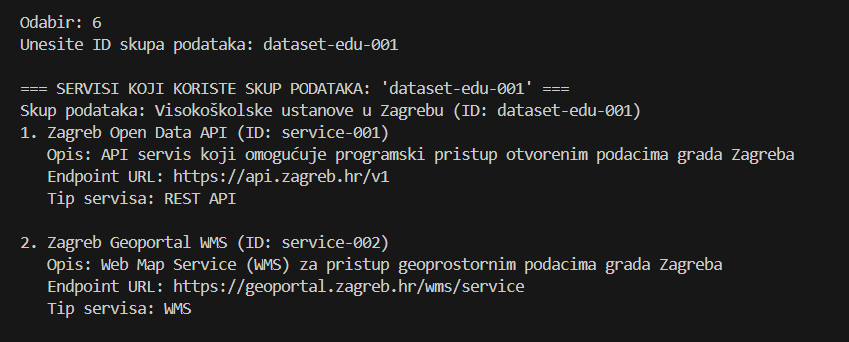 Odabir: 6
Unesite ID skupa podataka: dataset-edu-001
=== SERVISI KOJI KORISTE SKUP PODATAKA: 'dataset-edu-001' ===
Skup podataka: Visokoškolske ustanove u Zagrebu (ID: dataset-edu-001)
1. Zagreb Open Data API (ID: service-001)
Opis: API servis koji omogućuje programski pristup otvorenim podacima grada Zagreba
Endpoint URL: https://api.zagreb.hr/v1
Tip servisa: REST API
2. Zagreb Geoportal WMS (ID: service-002)
Opis: Web Map Service (WMS) za pristup geoprostornim podacima grada Zagreba
Endpoint URL: https://geoportal.zagreb.hr/wms/service
Tip servisa: WMS